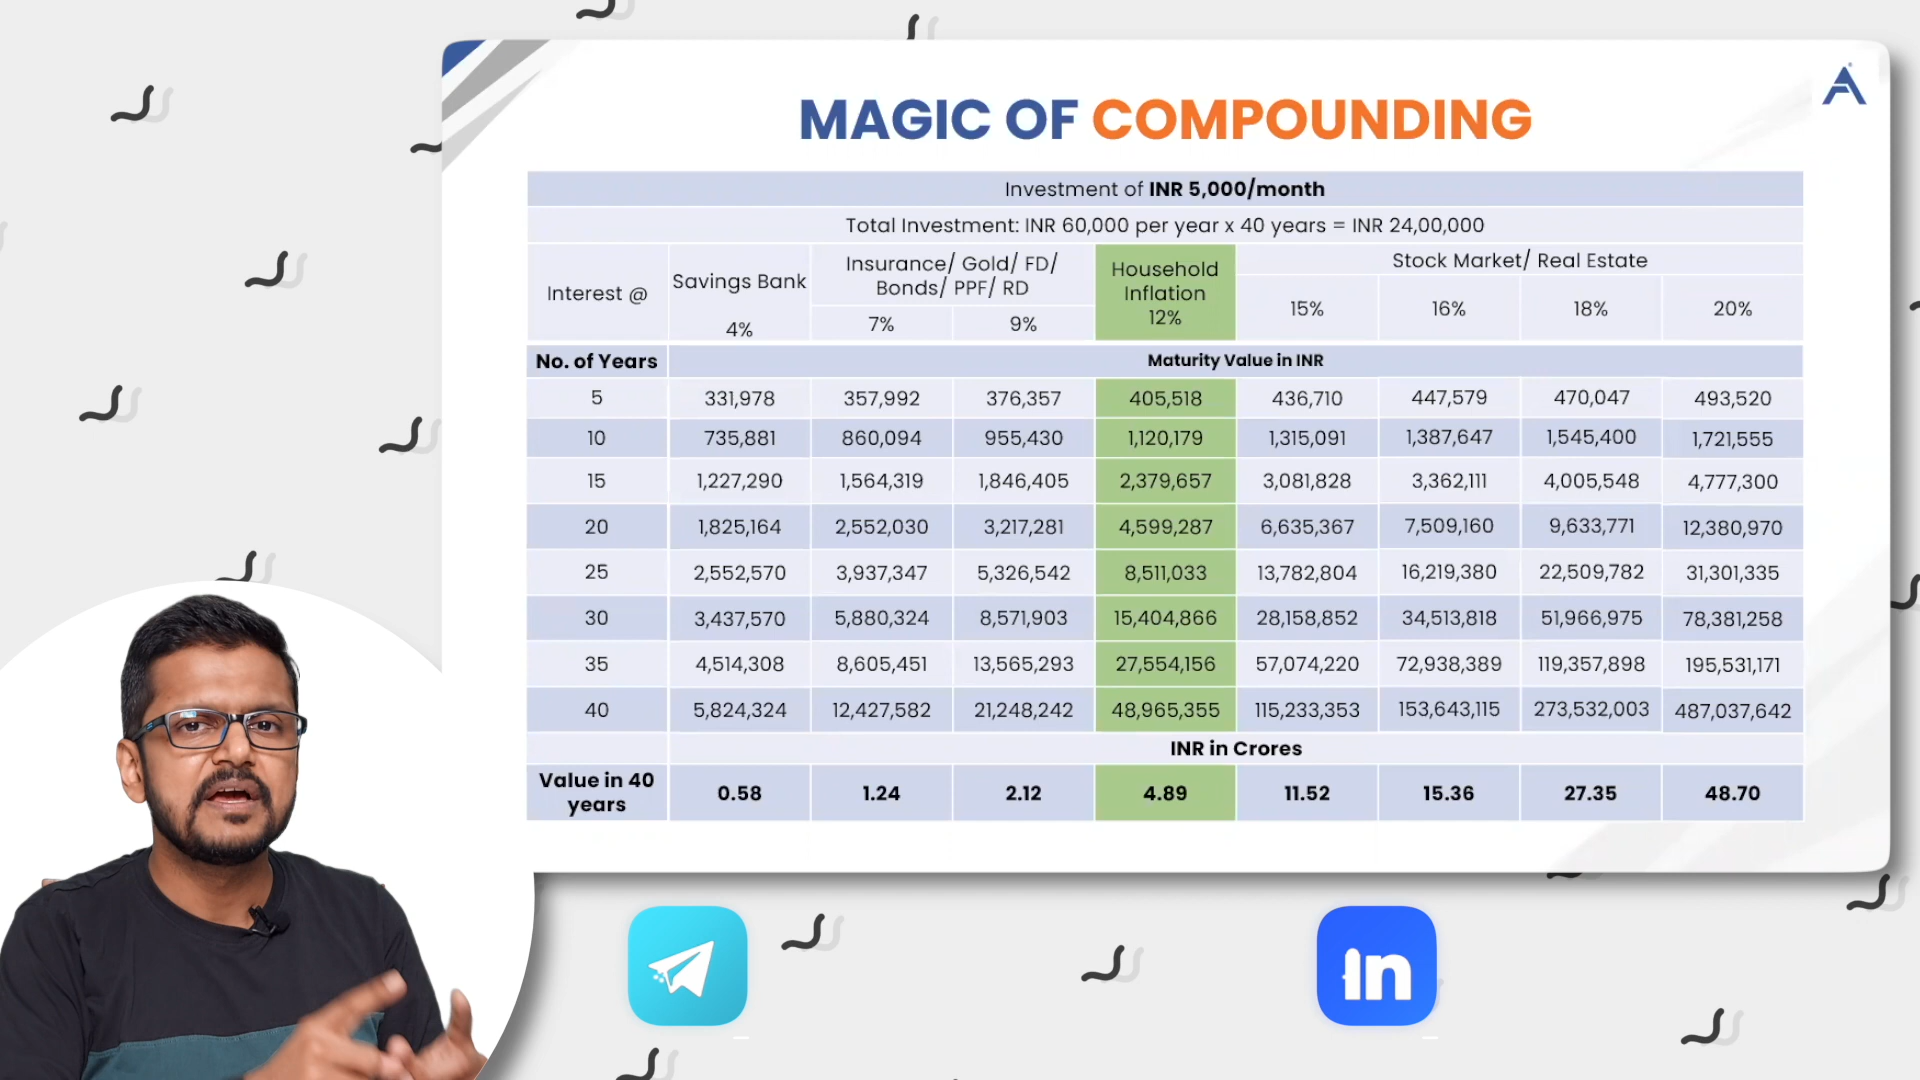 MAGIC OF COMPOUNDING
Investment of INR 5,000/month
Total Investment: INR 60,000 per year x 40 years = INR 24,00,000
Interest @
Savings Bank
4%
Insurance/ Gold/ FD/
Bonds/ PPF/ RD
7% 9%
Household
Inflation
12%
Stock Market/ Real Estate
15% 16% 18% 20%
No. of Years Maturity Value in INR
5 331,978 357,992 376,357 405,518 436,710 447,579 470,047 493,520
10 735,881 860,094 955,430 1,120,179 1,315,091 1,387,647 1,545,400 1,721,555
15 1,227,290 1,564,319 1,846,405 2,379,657 3,081,828 3,362,111 4,005,548 4,777,300
20 1,825,164 2,552,030 3,217,281 4,599,287 6,635,367 7,509,160 9,633,771 12,380,970
25 2,552,570 3,937,347 5,326,542 8,511,033 13,782,804 16,219,380 22,509,782 31,301,335
30 3,437,570 5,880,324 8,571,903 15,404,866 28,158,852 34,513,818 51,966,975 78,381,258
35 4,514,308 8,605,451 13,565,293 27,554,156 57,074,220 72,938,389 119,357,898 195,531,171
40 5,824,324 12,427,582 21,248,242 48,965,355 115,233,353 153,643,115 273,532,003 487,037,642
INR in Crores
Value in 40
years
0.58 1.24 2.12 4.89 11.52 15.36 27.35 48.70
in